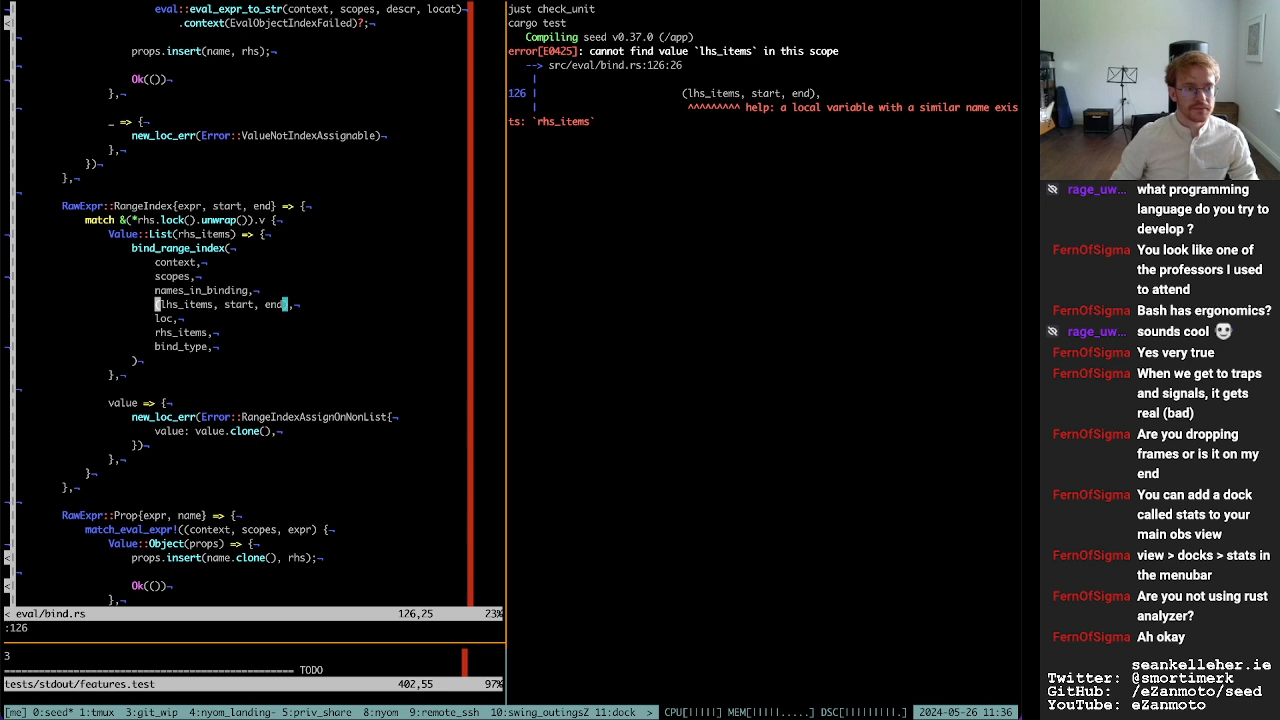 eval::eval_expr_to_str(context, scopes, descr, locat)
.context(EvalObjectIndexFailed)?;
props.insert(name, rhs);
Ok(())
},
_ => {
new_loc_err(Error::ValueNotIndexAssignable)
},
})
},
RawExpr::RangeIndex{expr, start, end} => {
match &(*rhs.lock().unwrap()).v {
Value::List(rhs_items) => {
bind_range_index(
context,
scopes,
names_in_binding,
(lhs_items, start, end),
loc,
rhs_items,
bind_type,
)
},
value => {
new_loc_err(Error::RangeIndexAssignOnNonList{
value: value.clone(),
})
},
}
},
RawExpr::Prop{expr, name} => {
match_eval_expr!((context, scopes, expr) {
Value::Object(props) => {
props.insert(name.clone(), rhs);
Ok(())
},
< eval/bind.rs 126,25 23%
:126
3
================================================== TODO
tests/stdout/features.test 402,55 97%
just check_unit
cargo test
Compiling seed v0.37.0 (/app)
error[E0425]: cannot find value `lhs_items` in this scope
--> src/eval/bind.rs:126:26
|
126 | (lhs_items, start, end),
| ^^^^^^^^^ help: a local variable with a similar name exis
ts: `rhs_items`
rage_uw... what programming
language do you try to
develop ?
FernOfSigma You look like one of
the professors I used
to attend
FernOfSigma Bash has ergonomics?
rage_uw... sounds cool
FernOfSigma Yes very true
FernOfSigma When we get to traps
and signals, it gets
real (bad)
FernOfSigma Are you dropping
frames or is it on my
end
FernOfSigma You can add a dock
called stats to your
main obs view
FernOfSigma view > docks > stats in
the menubar
FernOfSigma Are you not using rust
analyzer?
FernOfSigma Ah okay
seankelleher.ie
Twitter: @smortimerk
GitHub: /ezanmoto/seed
[me] 0:seed* 1:tmux 3:git_wip 4:nyom_landing- 5:priv_share 8:nyom 9:remote_ssh 10:swing_outingsZ 11:dock > CPU[|||||] MEM[|||||.....] DSC[|||||||||.] 2024-05-26 11:36